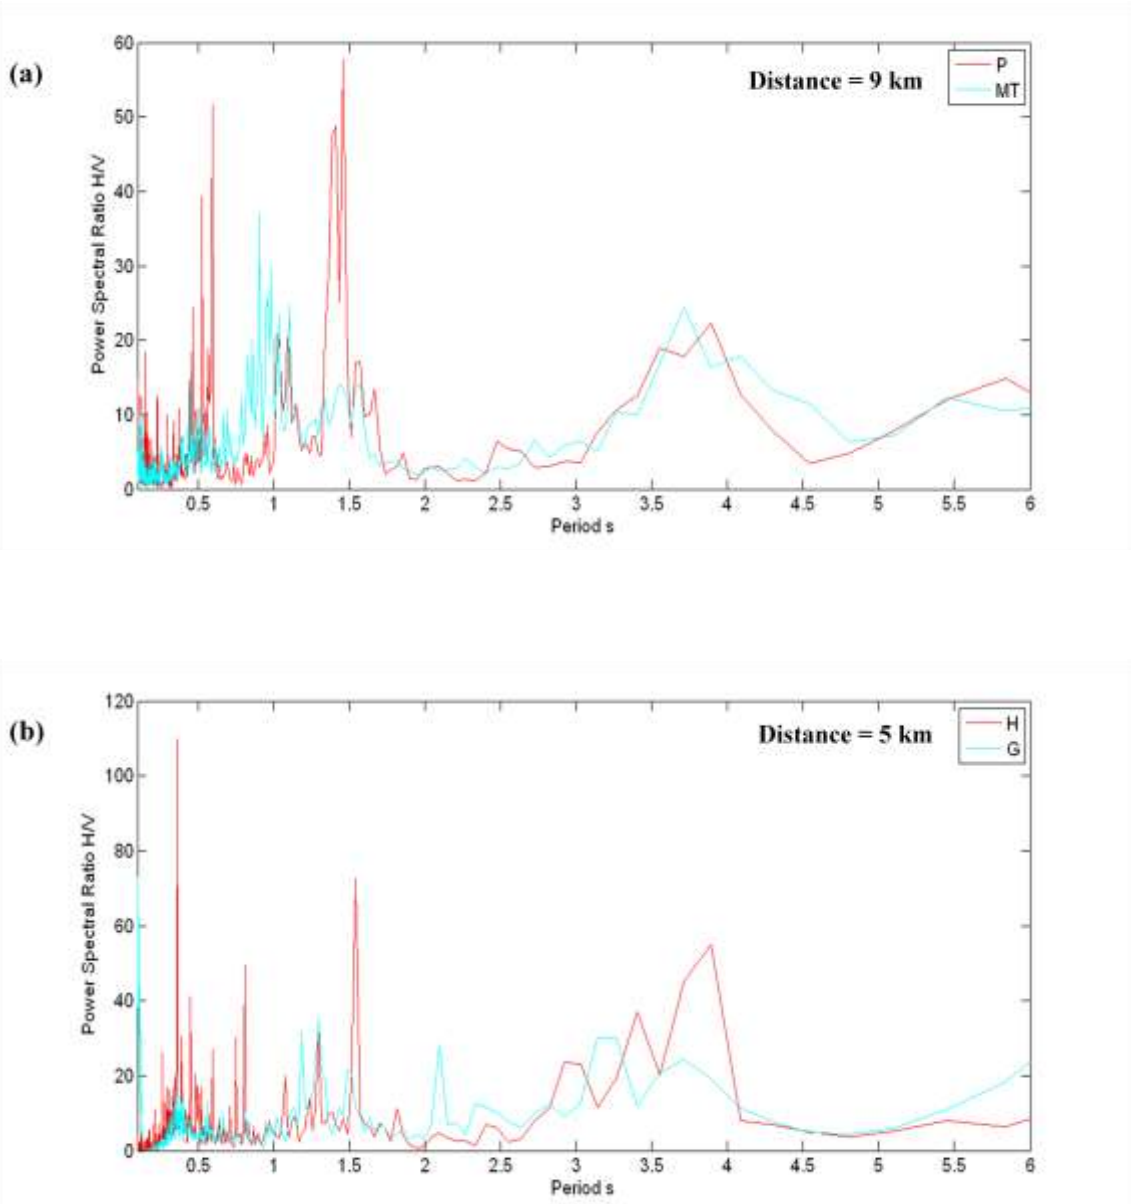 (a)
Distance = 9 km
P
MT
Power Spectral Ratio H/V
60
50
40
30
20
10
0
0.5 1 1.5 2 2.5 3 3.5 4 4.5 5 5.5 6
Period s
(b)
Distance = 5 km
H
G
Power Spectral Ratio H/V
120
100
80
60
40
20
0
0.5 1 1.5 2 2.5 3 3.5 4 4.5 5 5.5 6
Period s